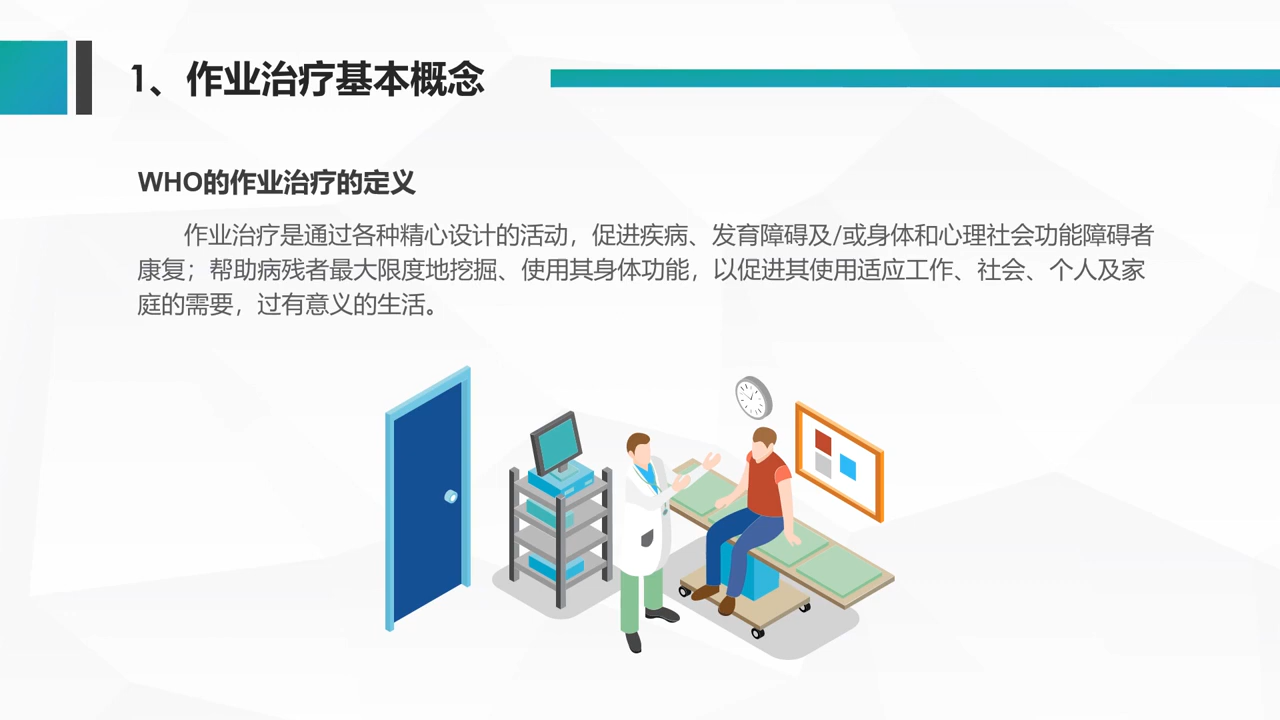 1、作业治疗基本概念
WHO的作业治疗的定义
作业治疗是通过各种精心设计的活动，促进疾病、发育障碍及/或身体和心理社会功能障碍者
康复；帮助病残者最大限度地挖掘、使用其身体功能，以促进其使用适应工作、社会、个人及家
庭的需要，过有意义的生活。